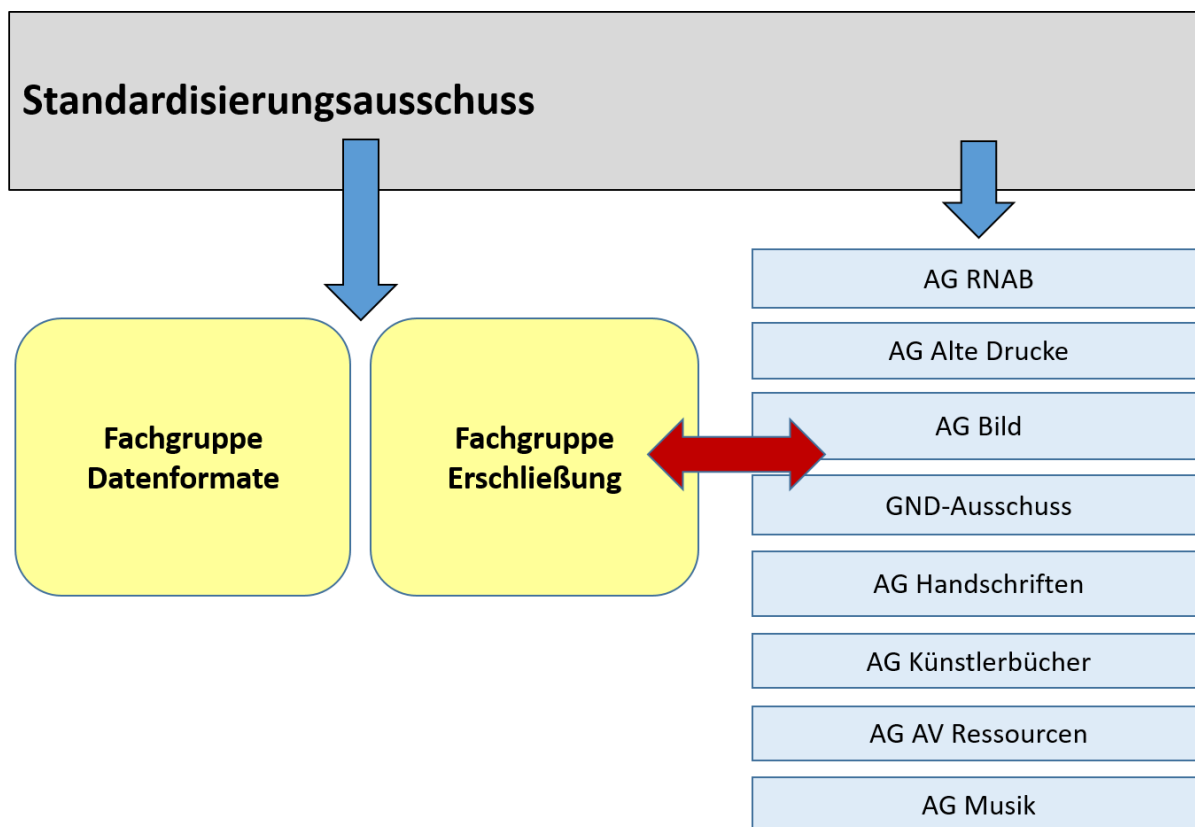 Standardisierungsausschuss
Fachgruppe
Datenformate
Fachgruppe
Erschließung
AG RNAB
AG Alte Drucke
AG Bild
GND-Ausschuss
AG Handschriften
AG Künstlerbücher
AG AV Ressourcen
AG Musik